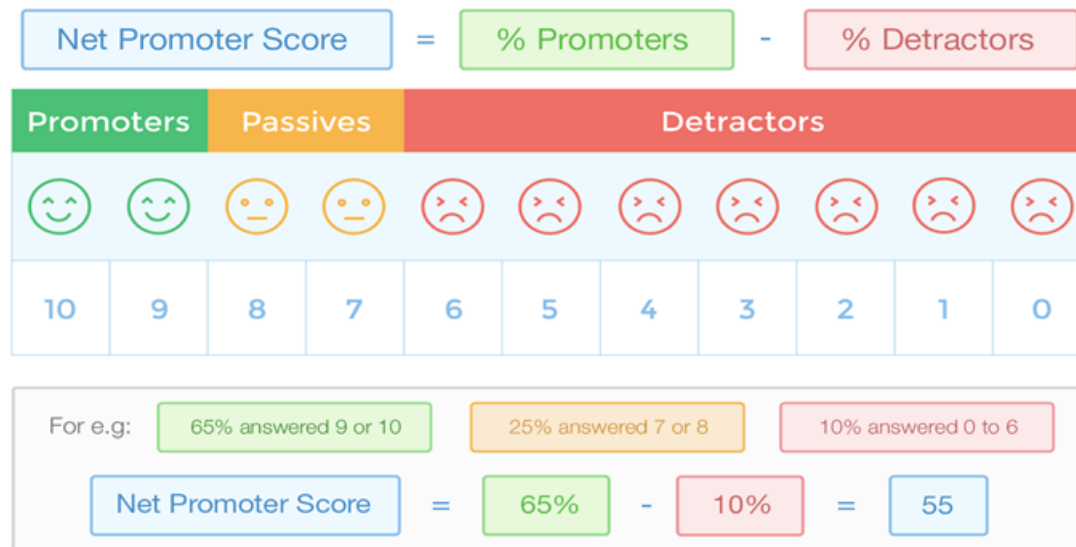 Net Promoter Score = % Promoters - % Detractors
Promoters Passives Detractors
10 9 8 7 6 5 4 3 2 1 0
For e.g: 65% answered 9 or 10 25% answered 7 or 8 10% answered 0 to 6
Net Promoter Score = 65% - 10% = 55